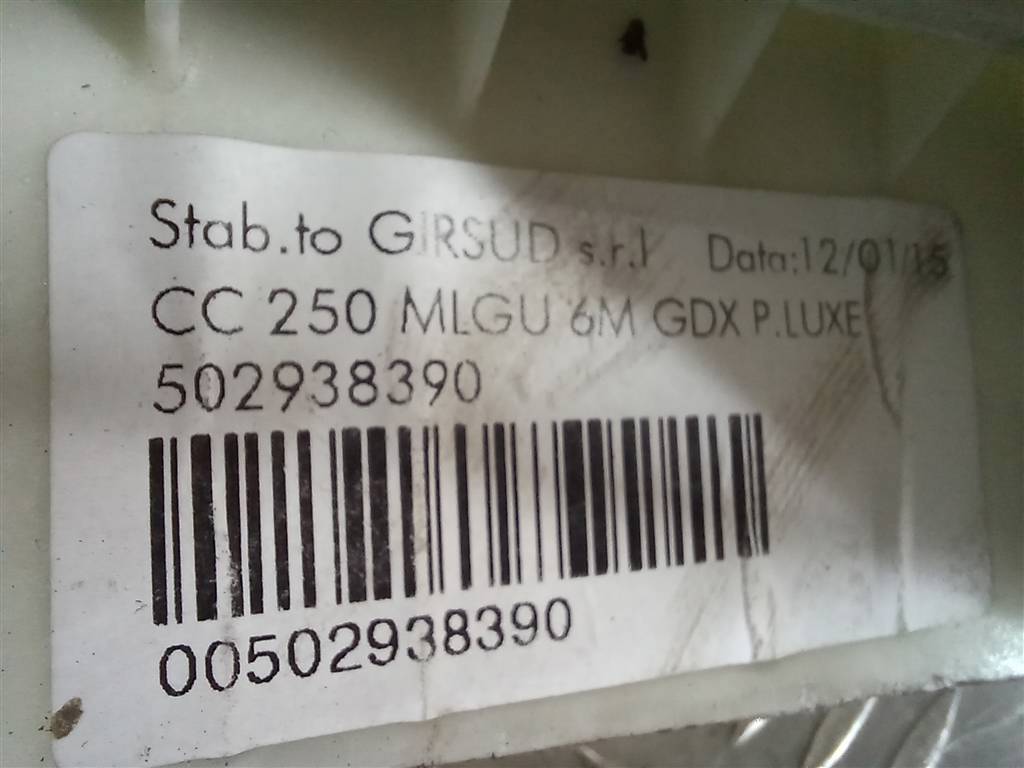 Stab.to GIRSUD s.r.l Data:12/01/15
CC 250 MLGU 6M GDX P.LUXE
502938390
00502938390